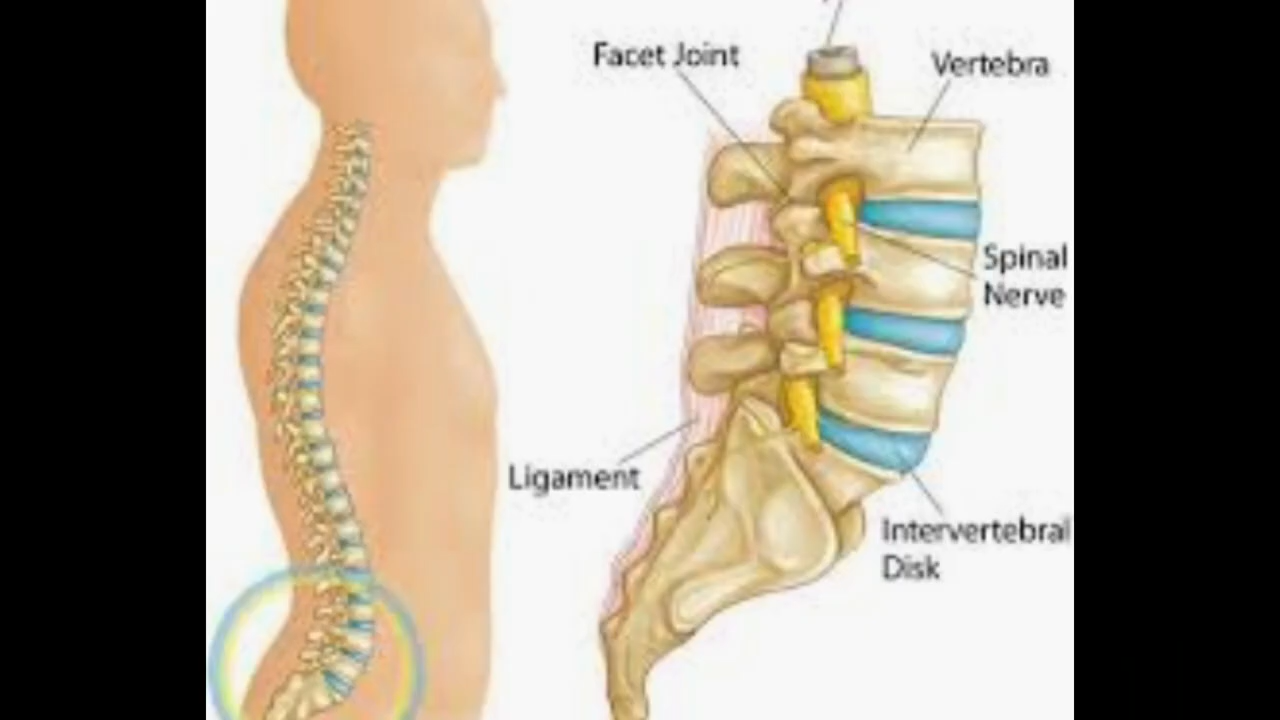 Facet Joint
Vertebra
Spinal
Nerve
Ligament
Intervertebral
Disk